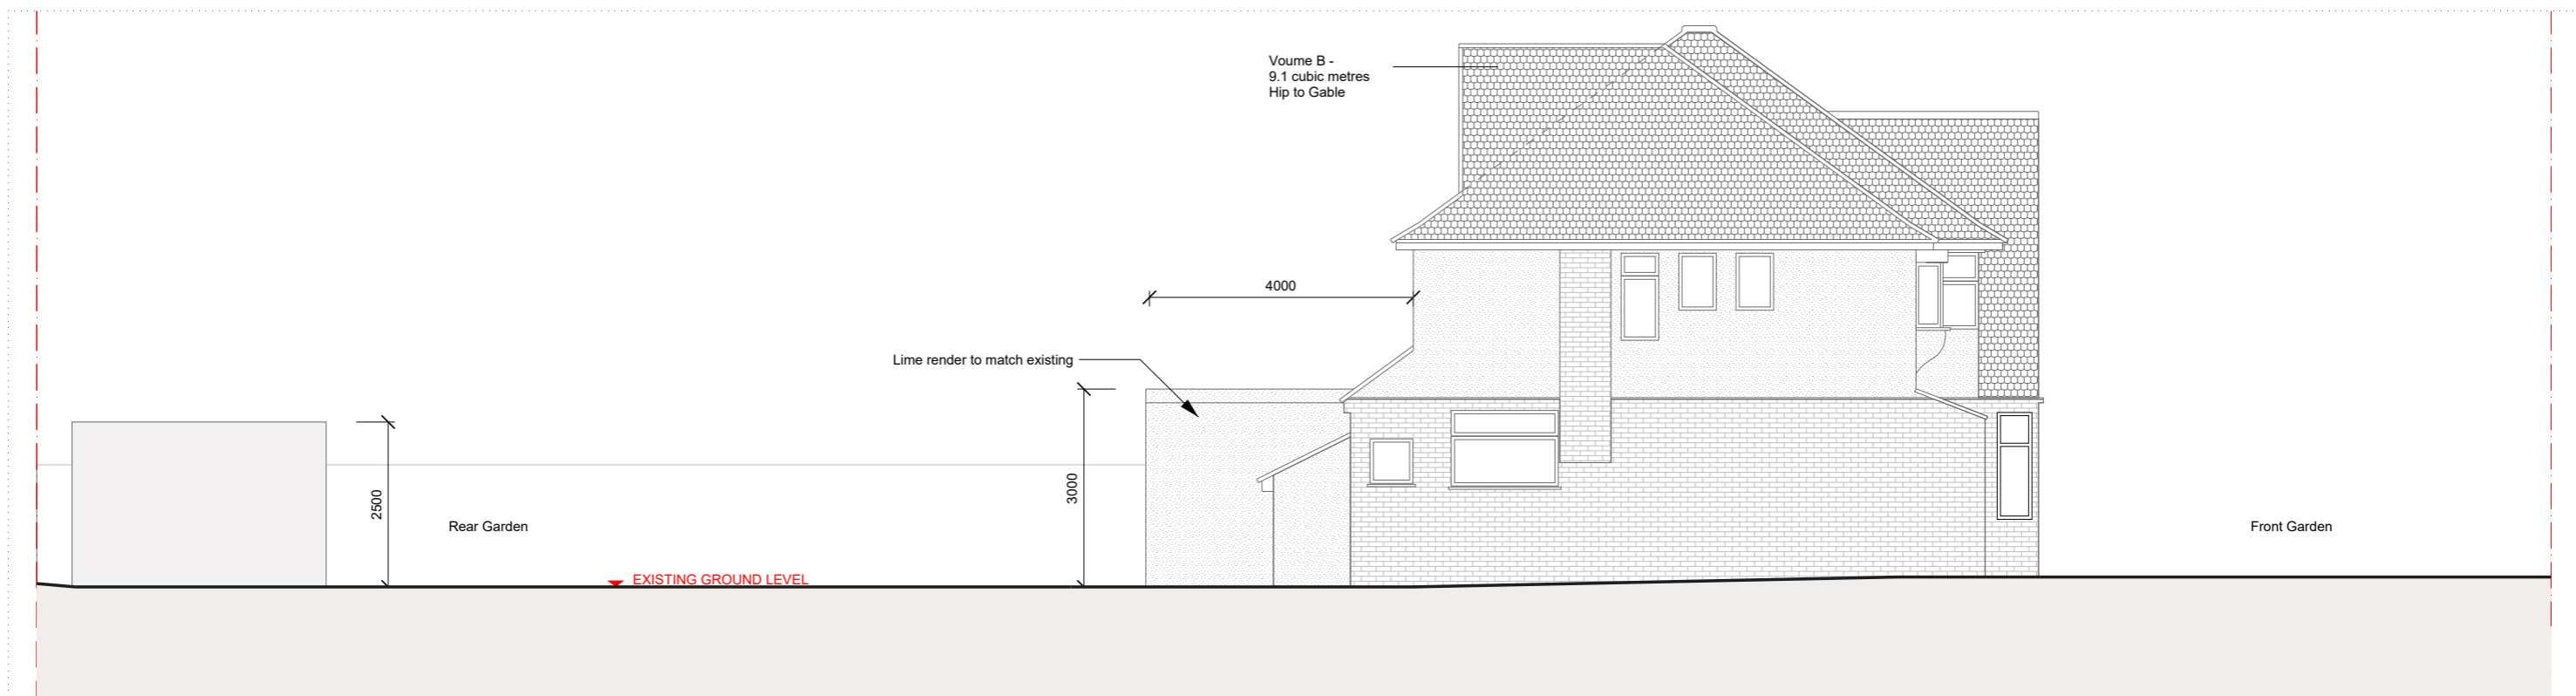 Voume B -
9.1 cubic metres
Hip to Gable
4000
Lime render to match existing
3000
2500
Rear Garden
Front Garden
EXISTING GROUND LEVEL